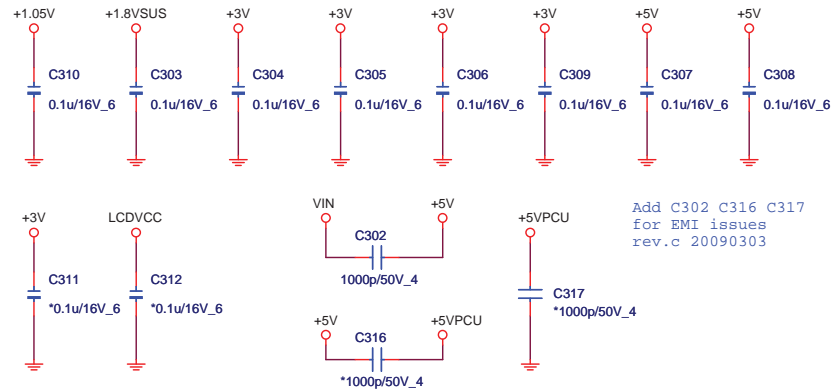 +1.05V +1.8VSUS +3V +3V +3V +3V +5V +5V
C310 C303 C304 C305 C306 C309 C307 C308
0.1u/16V_6 0.1u/16V_6 0.1u/16V_6 0.1u/16V_6 0.1u/16V_6 0.1u/16V_6 0.1u/16V_6 0.1u/16V_6
+3V LCDVCC VIN +5V +5VPCU
Add C302 C316 C317
for EMI issues
rev.c 20090303
C302
1000p/50V_4
C311 C312 C317
*0.1u/16V_6 *0.1u/16V_6 *1000p/50V_4
+5V +5VPCU
C316
*1000p/50V_4